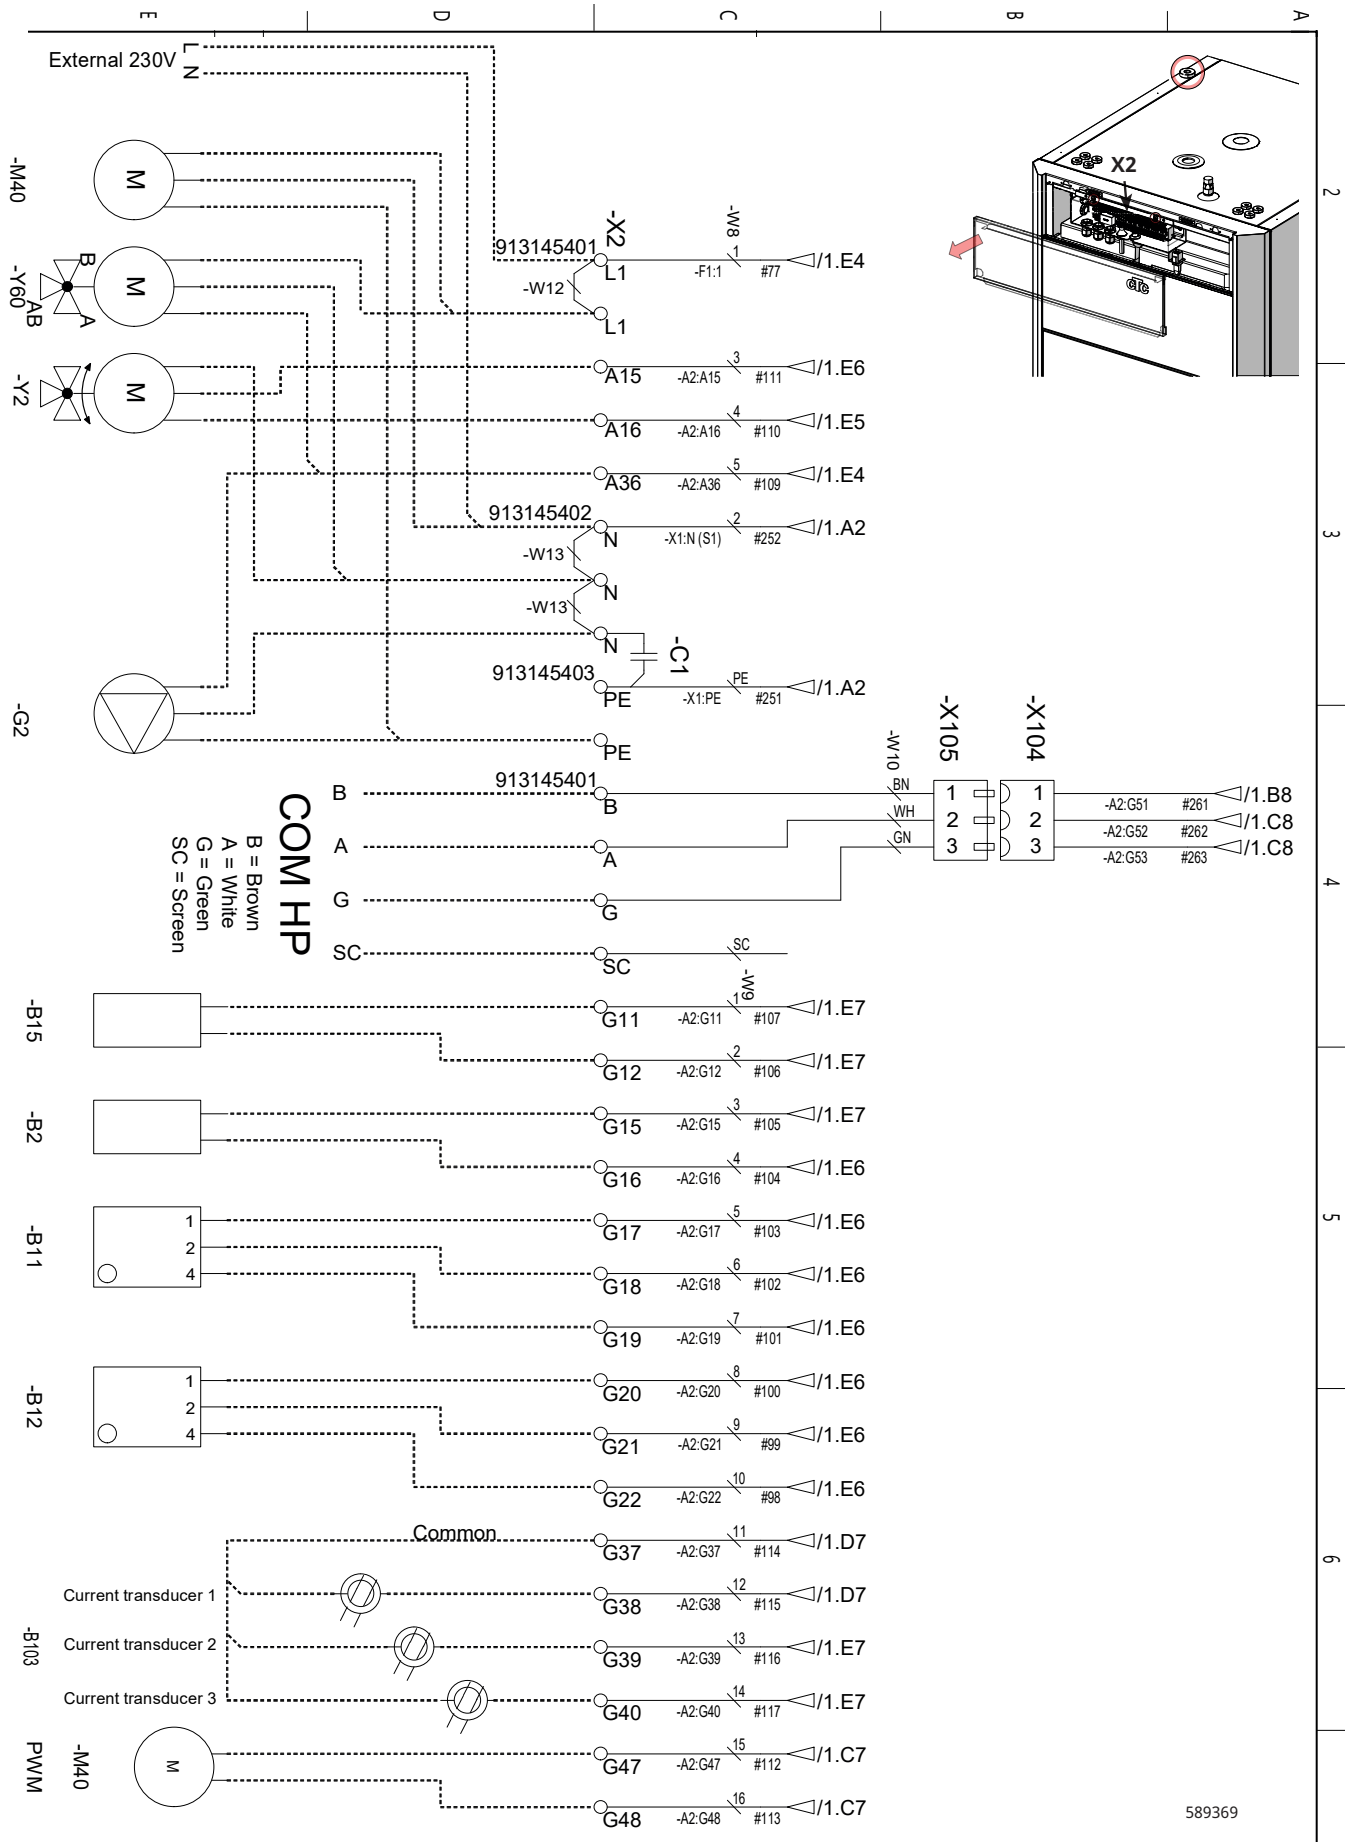 E D C B A
External 230V L
N
X2
2
-M40
M
-X2
-W8
913145401
L1
-F1:1
1
#77
/1.E4
-Y60
B
AB
A
M
-W12
L1
cTc
-Y2
M
A15
-A2:A15
3
#111
/1.E6
A16
-A2:A16
4
#110
/1.E5
A36
-A2:A36
5
#109
/1.E4
913145402
N
-X1:N (S1)
2
#252
/1.A2
3
-W13
N
-W13
N
-C1
913145403
PE
-X1:PE
PE
#251
/1.A2
-G2
PE
-W10
-X105
-X104
B
913145401
B
BN
1
1
-A2:G51
#261
/1.B8
A
A
WH
2
2
-A2:G52
#262
/1.C8
G
G
GN
3
3
-A2:G53
#263
/1.C8
4
SC
SC
SC
COM HP
B = Brown
A = White
G = Green
SC = Screen
-W9
-B15
G11
-A2:G11
1
#107
/1.E7
G12
-A2:G12
2
#106
/1.E7
-B2
G15
-A2:G15
3
#105
/1.E7
G16
-A2:G16
4
#104
/1.E6
-B11
1
2
4
G17
-A2:G17
5
#103
/1.E6
5
G18
-A2:G18
6
#102
/1.E6
G19
-A2:G19
7
#101
/1.E6
-B12
1
2
4
G20
-A2:G20
8
#100
/1.E6
G21
-A2:G21
9
#99
/1.E6
G22
-A2:G22
10
#98
/1.E6
Common
G37
-A2:G37
11
#114
/1.D7
6
-B103
Current transducer 1
G38
-A2:G38
12
#115
/1.D7
Current transducer 2
G39
-A2:G39
13
#116
/1.E7
Current transducer 3
G40
-A2:G40
14
#117
/1.E7
PWM
-M40
M
G47
-A2:G47
15
#112
/1.C7
G48
-A2:G48
16
#113
/1.C7
589369